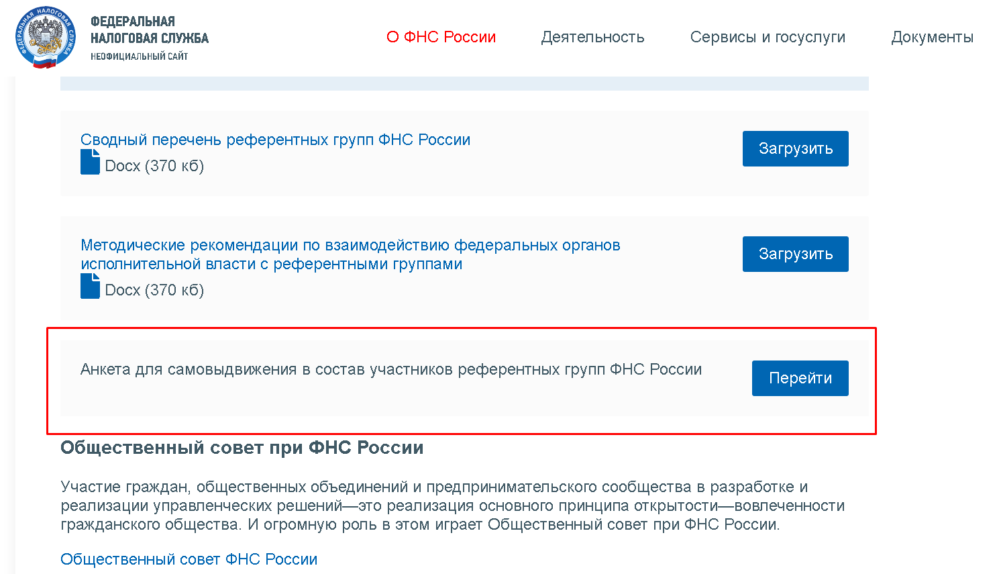 ФЕДЕРАЛЬНАЯ НАЛОГОВАЯ СЛУЖБА
ФЕДЕРАЛЬНАЯ
НАЛОГОВАЯ СЛУЖБА
НЕОФИЦИАЛЬНЫЙ САЙТ
О ФНС России
Деятельность
Сервисы и госуслуги
Документы
Сводный перечень референтных групп ФНС России
Docx (370 кб)
Загрузить
Методические рекомендации по взаимодействию федеральных органов
исполнительной власти с референтными группами
Docx (370 кб)
Загрузить
Анкета для самовыдвижения в состав участников референтных групп ФНС России
Перейти
Общественный совет при ФНС России
Участие граждан, общественных объединений и предпринимательского сообщества в разработке и
реализации управленческих решений—это реализация основного принципа открытости—вовлеченности
гражданского общества. И огромную роль в этом играет Общественный совет при ФНС России.
Общественный совет ФНС России